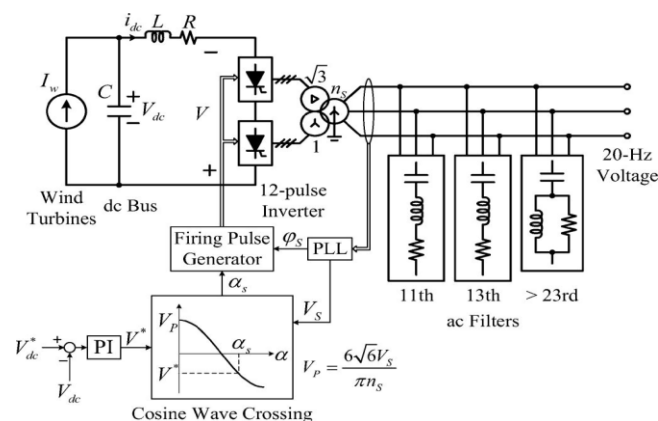 i_dc L R
−
I_w
C
+
V_dc
−
V
√3
n_S
1
+
20-Hz
Voltage
Wind
Turbines
dc Bus
12-pulse
Inverter
Firing Pulse
Generator
φ_S
PLL
11th
13th
> 23rd
ac Filters
α_s
V_S
V_P
α_s
α
V*
V_dc*
+
−
V_dc
PI
V*
V_P = 6√6V_S / πn_S
Cosine Wave Crossing